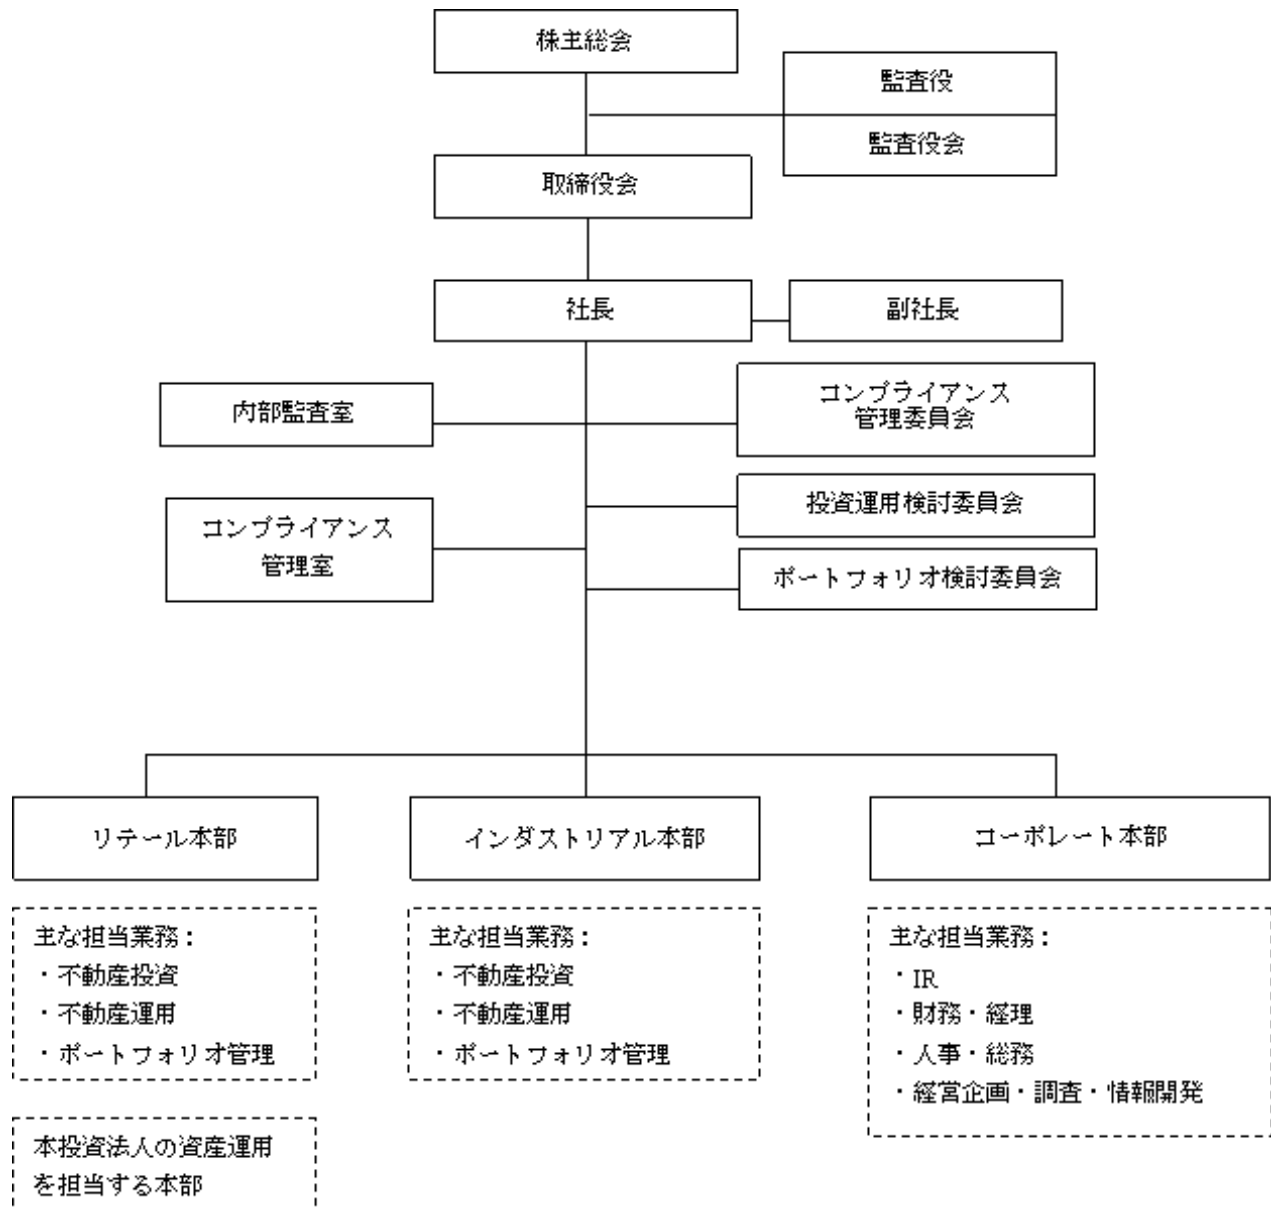 株主総会
監査役
監査役会
取締役会
社長
副社長
内部監査室
コンプライアンス
管理委員会
投資運用検討委員会
コンプライアンス
管理室
ポートフォリオ検討委員会
リテール本部
インダストリアル本部
コーポレート本部
主な担当業務：
・不動産投資
・不動産運用
・ポートフォリオ管理
主な担当業務：
・不動産投資
・不動産運用
・ポートフォリオ管理
主な担当業務：
・IR
・財務・経理
・人事・総務
・経営企画・調査・情報開発
本投資法人の資産運用
を担当する本部